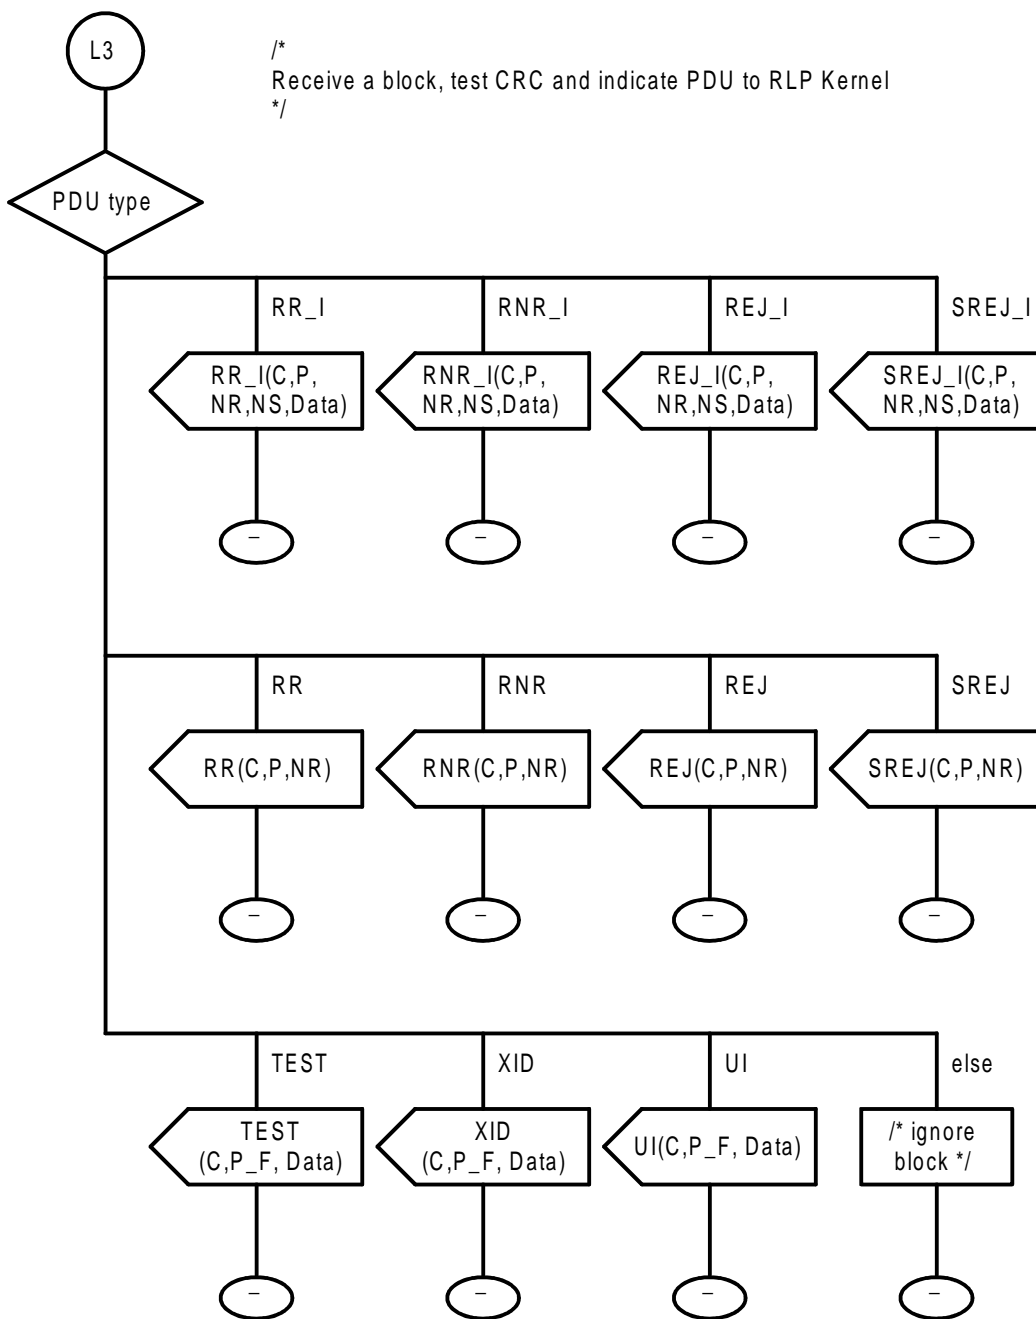 L3
/*
Receive a block, test CRC and indicate PDU to RLP Kernel
*/
PDU type
RR_I
RNR_I
REJ_I
SREJ_I
RR_I(C,P,
NR,NS,Data)
RNR_I(C,P,
NR,NS,Data)
REJ_I(C,P,
NR,NS,Data)
SREJ_I(C,P,
NR,NS,Data)
–
–
–
–
RR
RNR
REJ
SREJ
RR(C,P,NR)
RNR(C,P,NR)
REJ(C,P,NR)
SREJ(C,P,NR)
–
–
–
–
TEST
XID
UI
else
TEST
(C,P_F, Data)
XID
(C,P_F, Data)
UI(C,P_F, Data)
/* ignore
block */
–
–
–
–